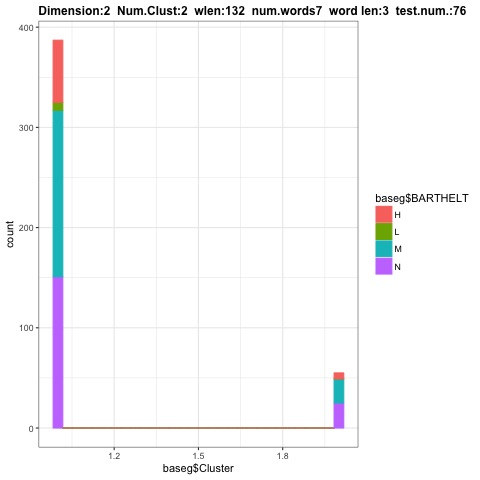 Dimension:2 Num.Clust:2 wlen:132 num.words7 word len:3 test.num.:76
400
300
200
100
0
count
1.2 1.5 1.8
baseg$Cluster
baseg$BARTHELT
H
L
M
N